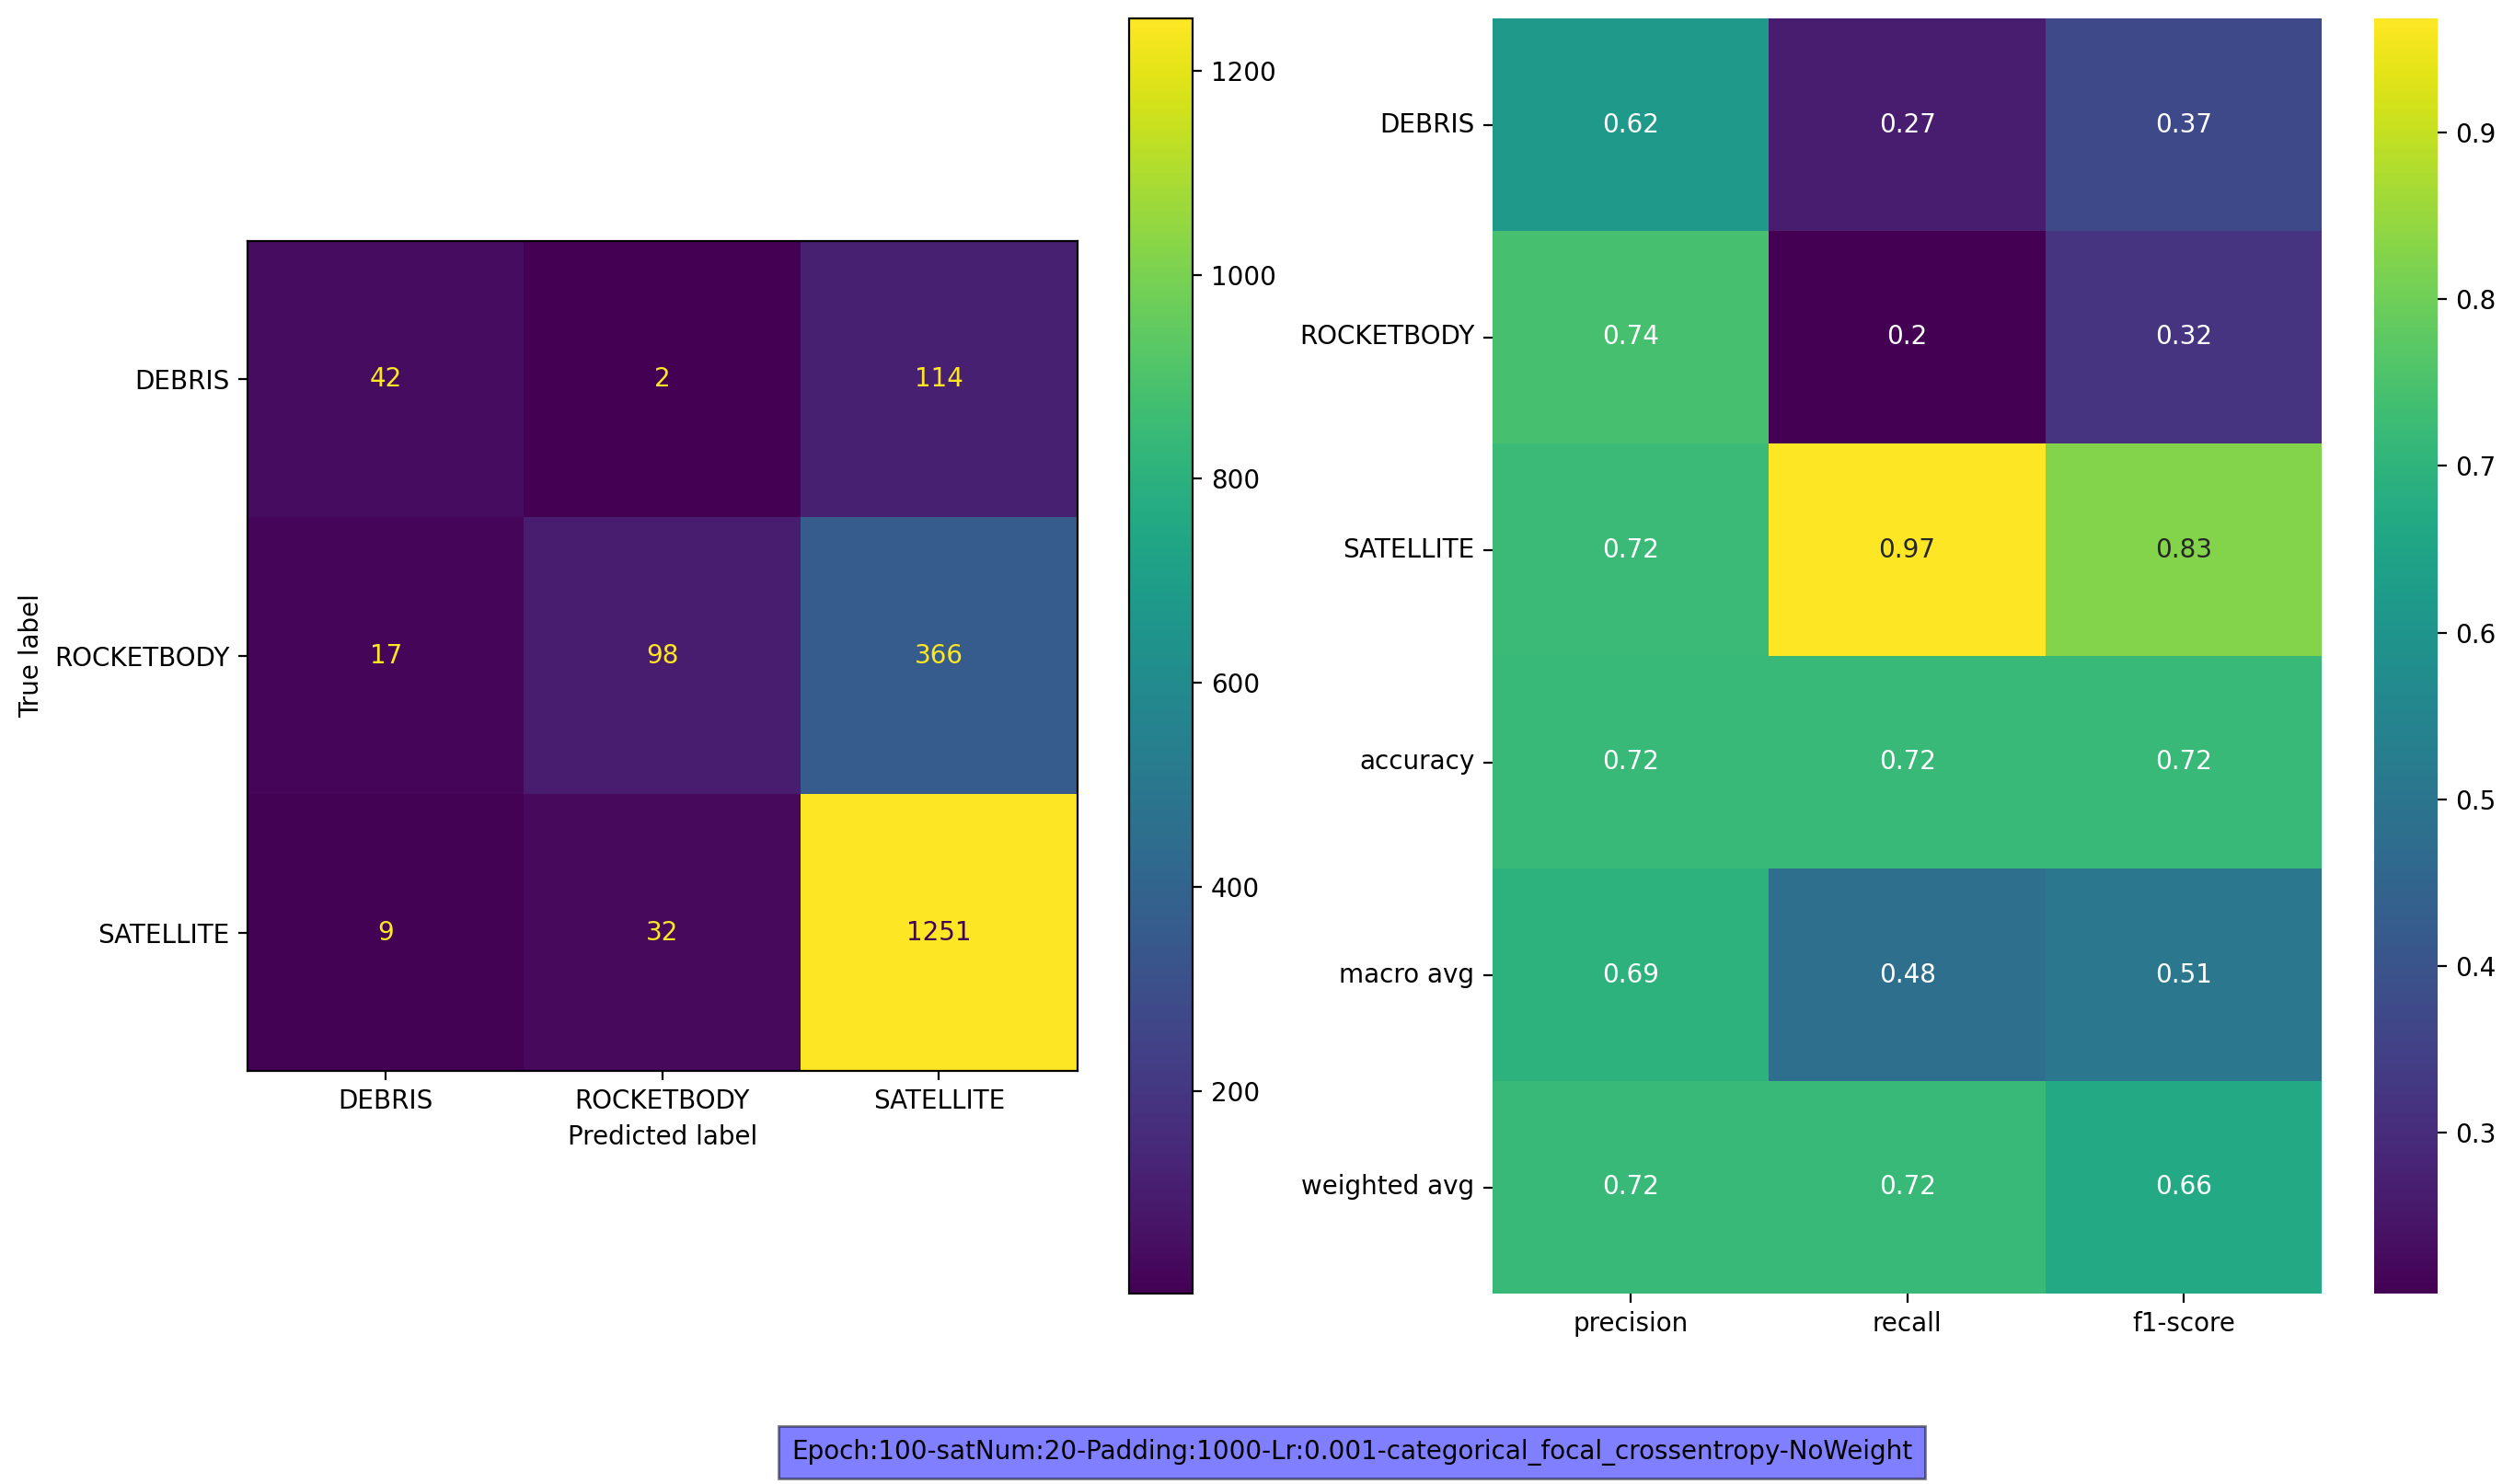 True label
DEBRIS 42 2 114
ROCKETBODY 17 98 366
SATELLITE 9 32 1251
DEBRIS ROCKETBODY SATELLITE
Predicted label
1200
1000
800
600
400
200
DEBRIS 0.62 0.27 0.37
ROCKETBODY 0.74 0.2 0.32
SATELLITE 0.72 0.97 0.83
accuracy 0.72 0.72 0.72
macro avg 0.69 0.48 0.51
weighted avg 0.72 0.72 0.66
precision recall f1-score
0.9
0.8
0.7
0.6
0.5
0.4
0.3
Epoch:100-satNum:20-Padding:1000-Lr:0.001-categorical_focal_crossentropy-NoWeight